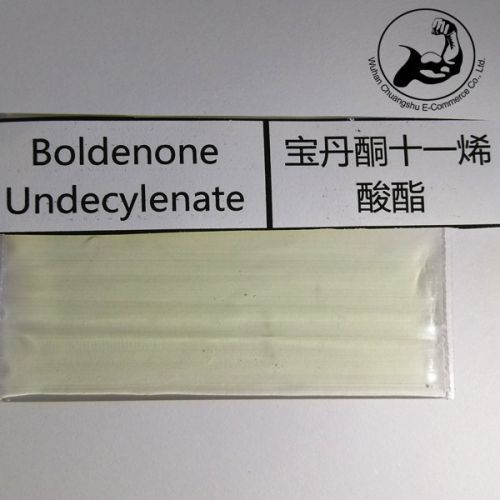 Wuhan Chuangshu E-Commerce Co., Ltd.
Boldenone
Undecylenate
宝丹酮十一烯
酸酯